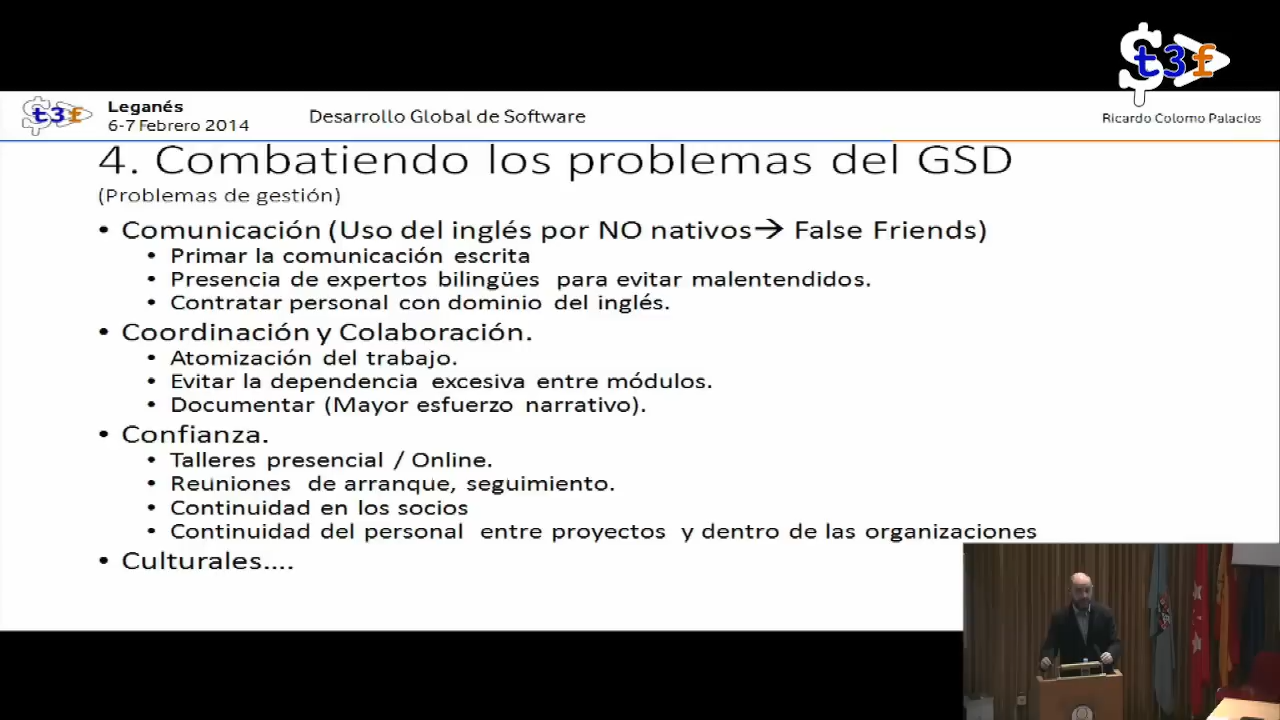 $t3f
t3f
Leganés
6-7 Febrero 2014
Desarrollo Global de Software
Ricardo Colomo Palacios
4. Combatiendo los problemas del GSD
(Problemas de gestión)
• Comunicación (Uso del inglés por NO nativos→ False Friends)
• Primar la comunicación escrita
• Presencia de expertos bilingües para evitar malentendidos.
• Contratar personal con dominio del inglés.
• Coordinación y Colaboración.
• Atomización del trabajo.
• Evitar la dependencia excesiva entre módulos.
• Documentar (Mayor esfuerzo narrativo).
• Confianza.
• Talleres presencial / Online.
• Reuniones de arranque, seguimiento.
• Continuidad en los socios
• Continuidad del personal entre proyectos y dentro de las organizaciones
• Culturales....